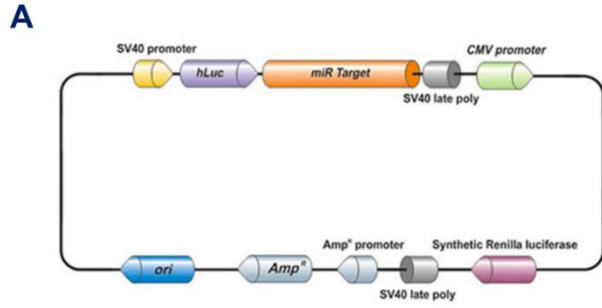 A
SV40 promoter
CMV promoter
hLuc
miR Target
SV40 late poly
Amp^R promoter
Synthetic Renilla luciferase
ori
Amp^R
SV40 late poly